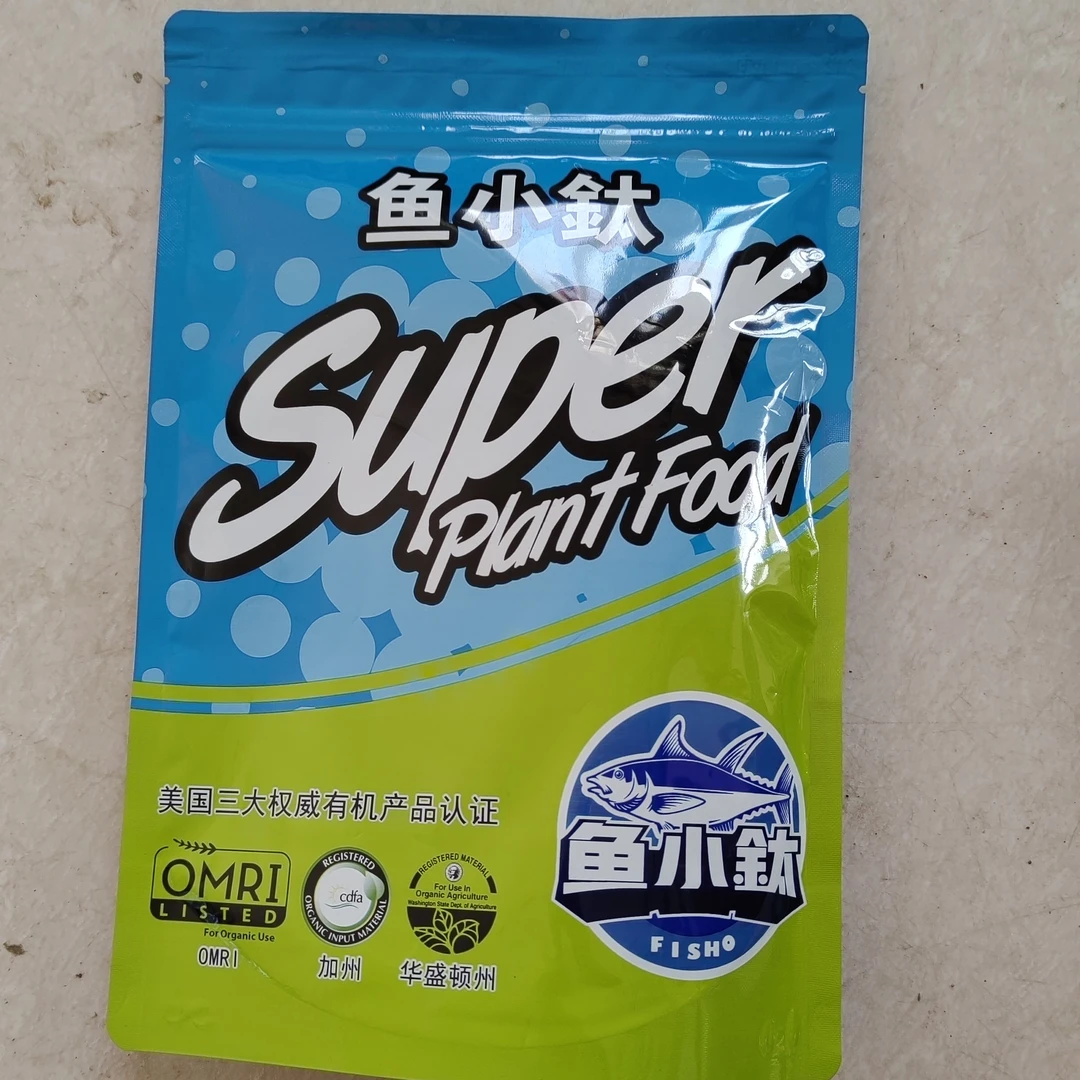 鱼小鈦
Super
Plant Food
美国三大权威有机产品认证
OMRI
LISTED
For Organic Use
OMRI
REGISTERED
cdfa
ORGANIC INPUT MATERIAL
加州
REGISTERED MATERIAL
For Use in
Organic Agriculture
Washington State Dept. of Agriculture
华盛顿州
鱼小鈦
FISHO